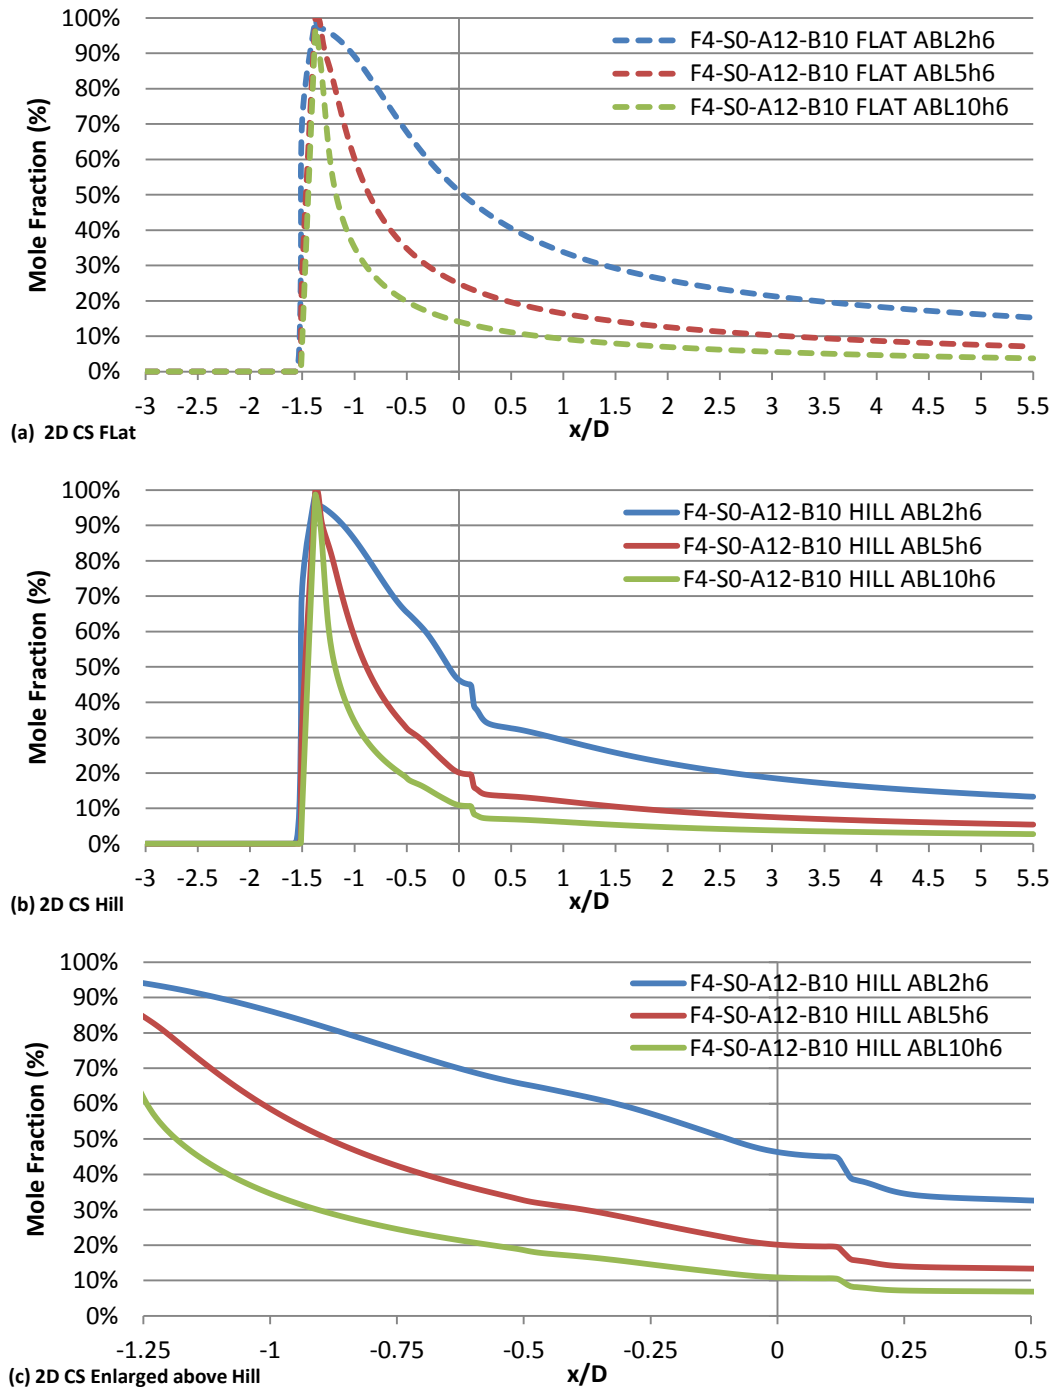 100%
90%
80%
70%
60%
50%
40%
30%
20%
10%
0%
Mole Fraction (%)
F4-S0-A12-B10 FLAT ABL2h6
F4-S0-A12-B10 FLAT ABL5h6
F4-S0-A12-B10 FLAT ABL10h6
-3 -2.5 -2 -1.5 -1 -0.5 0 0.5 1 1.5 2 2.5 3 3.5 4 4.5 5 5.5
x/D
(a) 2D CS FLat
100%
90%
80%
70%
60%
50%
40%
30%
20%
10%
0%
Mole Fraction (%)
F4-S0-A12-B10 HILL ABL2h6
F4-S0-A12-B10 HILL ABL5h6
F4-S0-A12-B10 HILL ABL10h6
-3 -2.5 -2 -1.5 -1 -0.5 0 0.5 1 1.5 2 2.5 3 3.5 4 4.5 5 5.5
x/D
(b) 2D CS Hill
100%
90%
80%
70%
60%
50%
40%
30%
20%
10%
0%
Mole Fraction (%)
F4-S0-A12-B10 HILL ABL2h6
F4-S0-A12-B10 HILL ABL5h6
F4-S0-A12-B10 HILL ABL10h6
-1.25 -1 -0.75 -0.5 -0.25 0 0.25 0.5
x/D
(c) 2D CS Enlarged above Hill